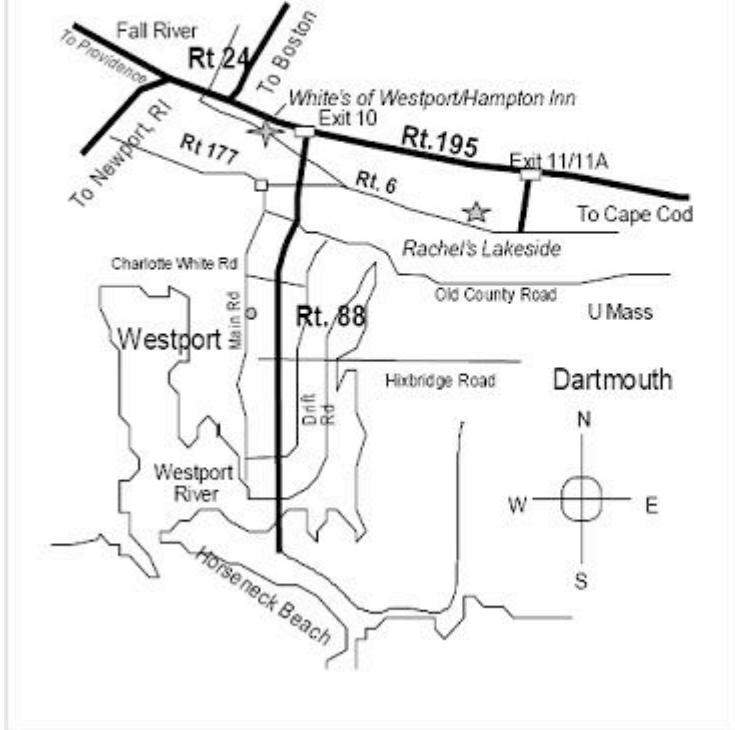 Fall River
To Providence
Rt 24
To Boston
White's of Westport/Hampton Inn
Exit 10
To Newport, RI
Rt 177
Rt.195
Exit 11/11A
Rt. 6
To Cape Cod
Rachel's Lakeside
Charlotte White Rd
Old County Road
Main Rd
Rt. 88
U Mass
Westport
Hixbridge Road
Dartmouth
Drift
Rd
N
Westport
River
W
E
S
Horseneck Beach